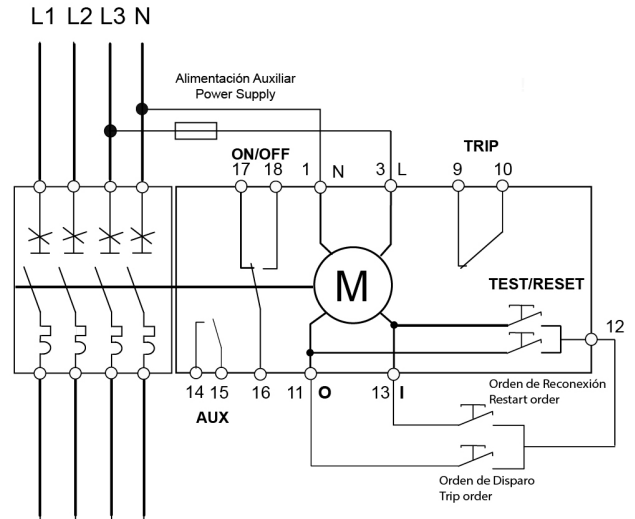 L1 L2 L3 N
Alimentación Auxiliar
Power Supply
ON/OFF
TRIP
17 18 1 N 3 L 9 10
M
TEST/RESET
12
14 15 16 11 O 13 I
AUX
Orden de Reconexión
Restart order
Orden de Disparo
Trip order